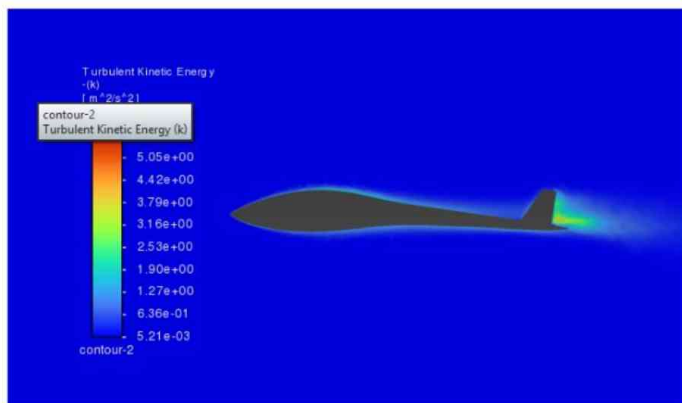 Turbulent Kinetic Energy
-(k)
[ m^2/s^2]
contour-2
Turbulent Kinetic Energy (k)
5.05e+00
4.42e+00
3.79e+00
3.16e+00
2.53e+00
1.90e+00
1.27e+00
6.36e-01
5.21e-03
contour-2